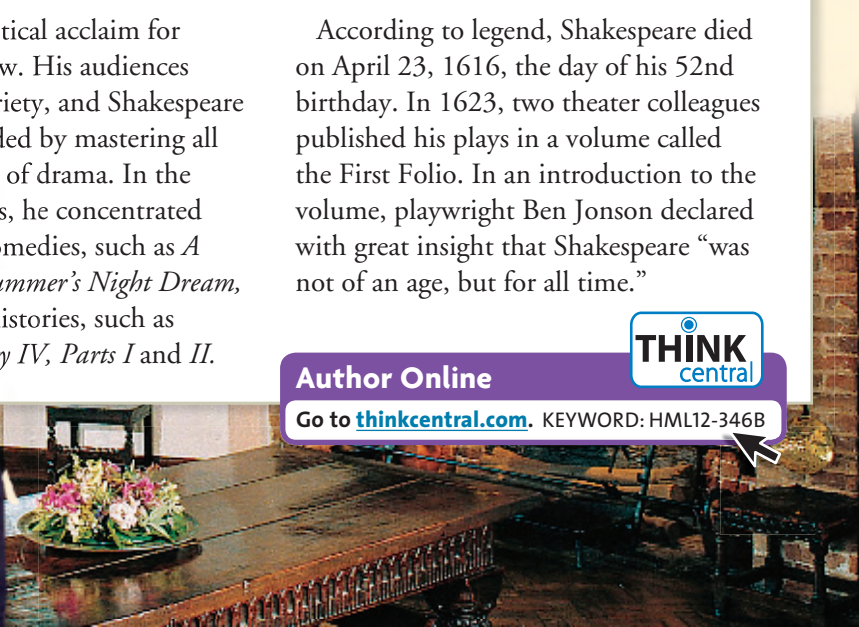 tical acclaim for
w. His audiences
riety, and Shakespeare
ded by mastering all
of drama. In the
s, he concentrated
omedies, such as A
ummer’s Night Dream,
istories, such as
y IV, Parts I and II.
According to legend, Shakespeare died
on April 23, 1616, the day of his 52nd
birthday. In 1623, two theater colleagues
published his plays in a volume called
the First Folio. In an introduction to the
volume, playwright Ben Jonson declared
with great insight that Shakespeare “was
not of an age, but for all time.”
THINK
central
Author Online
Go to thinkcentral.com. KEYWORD: HML12-346B